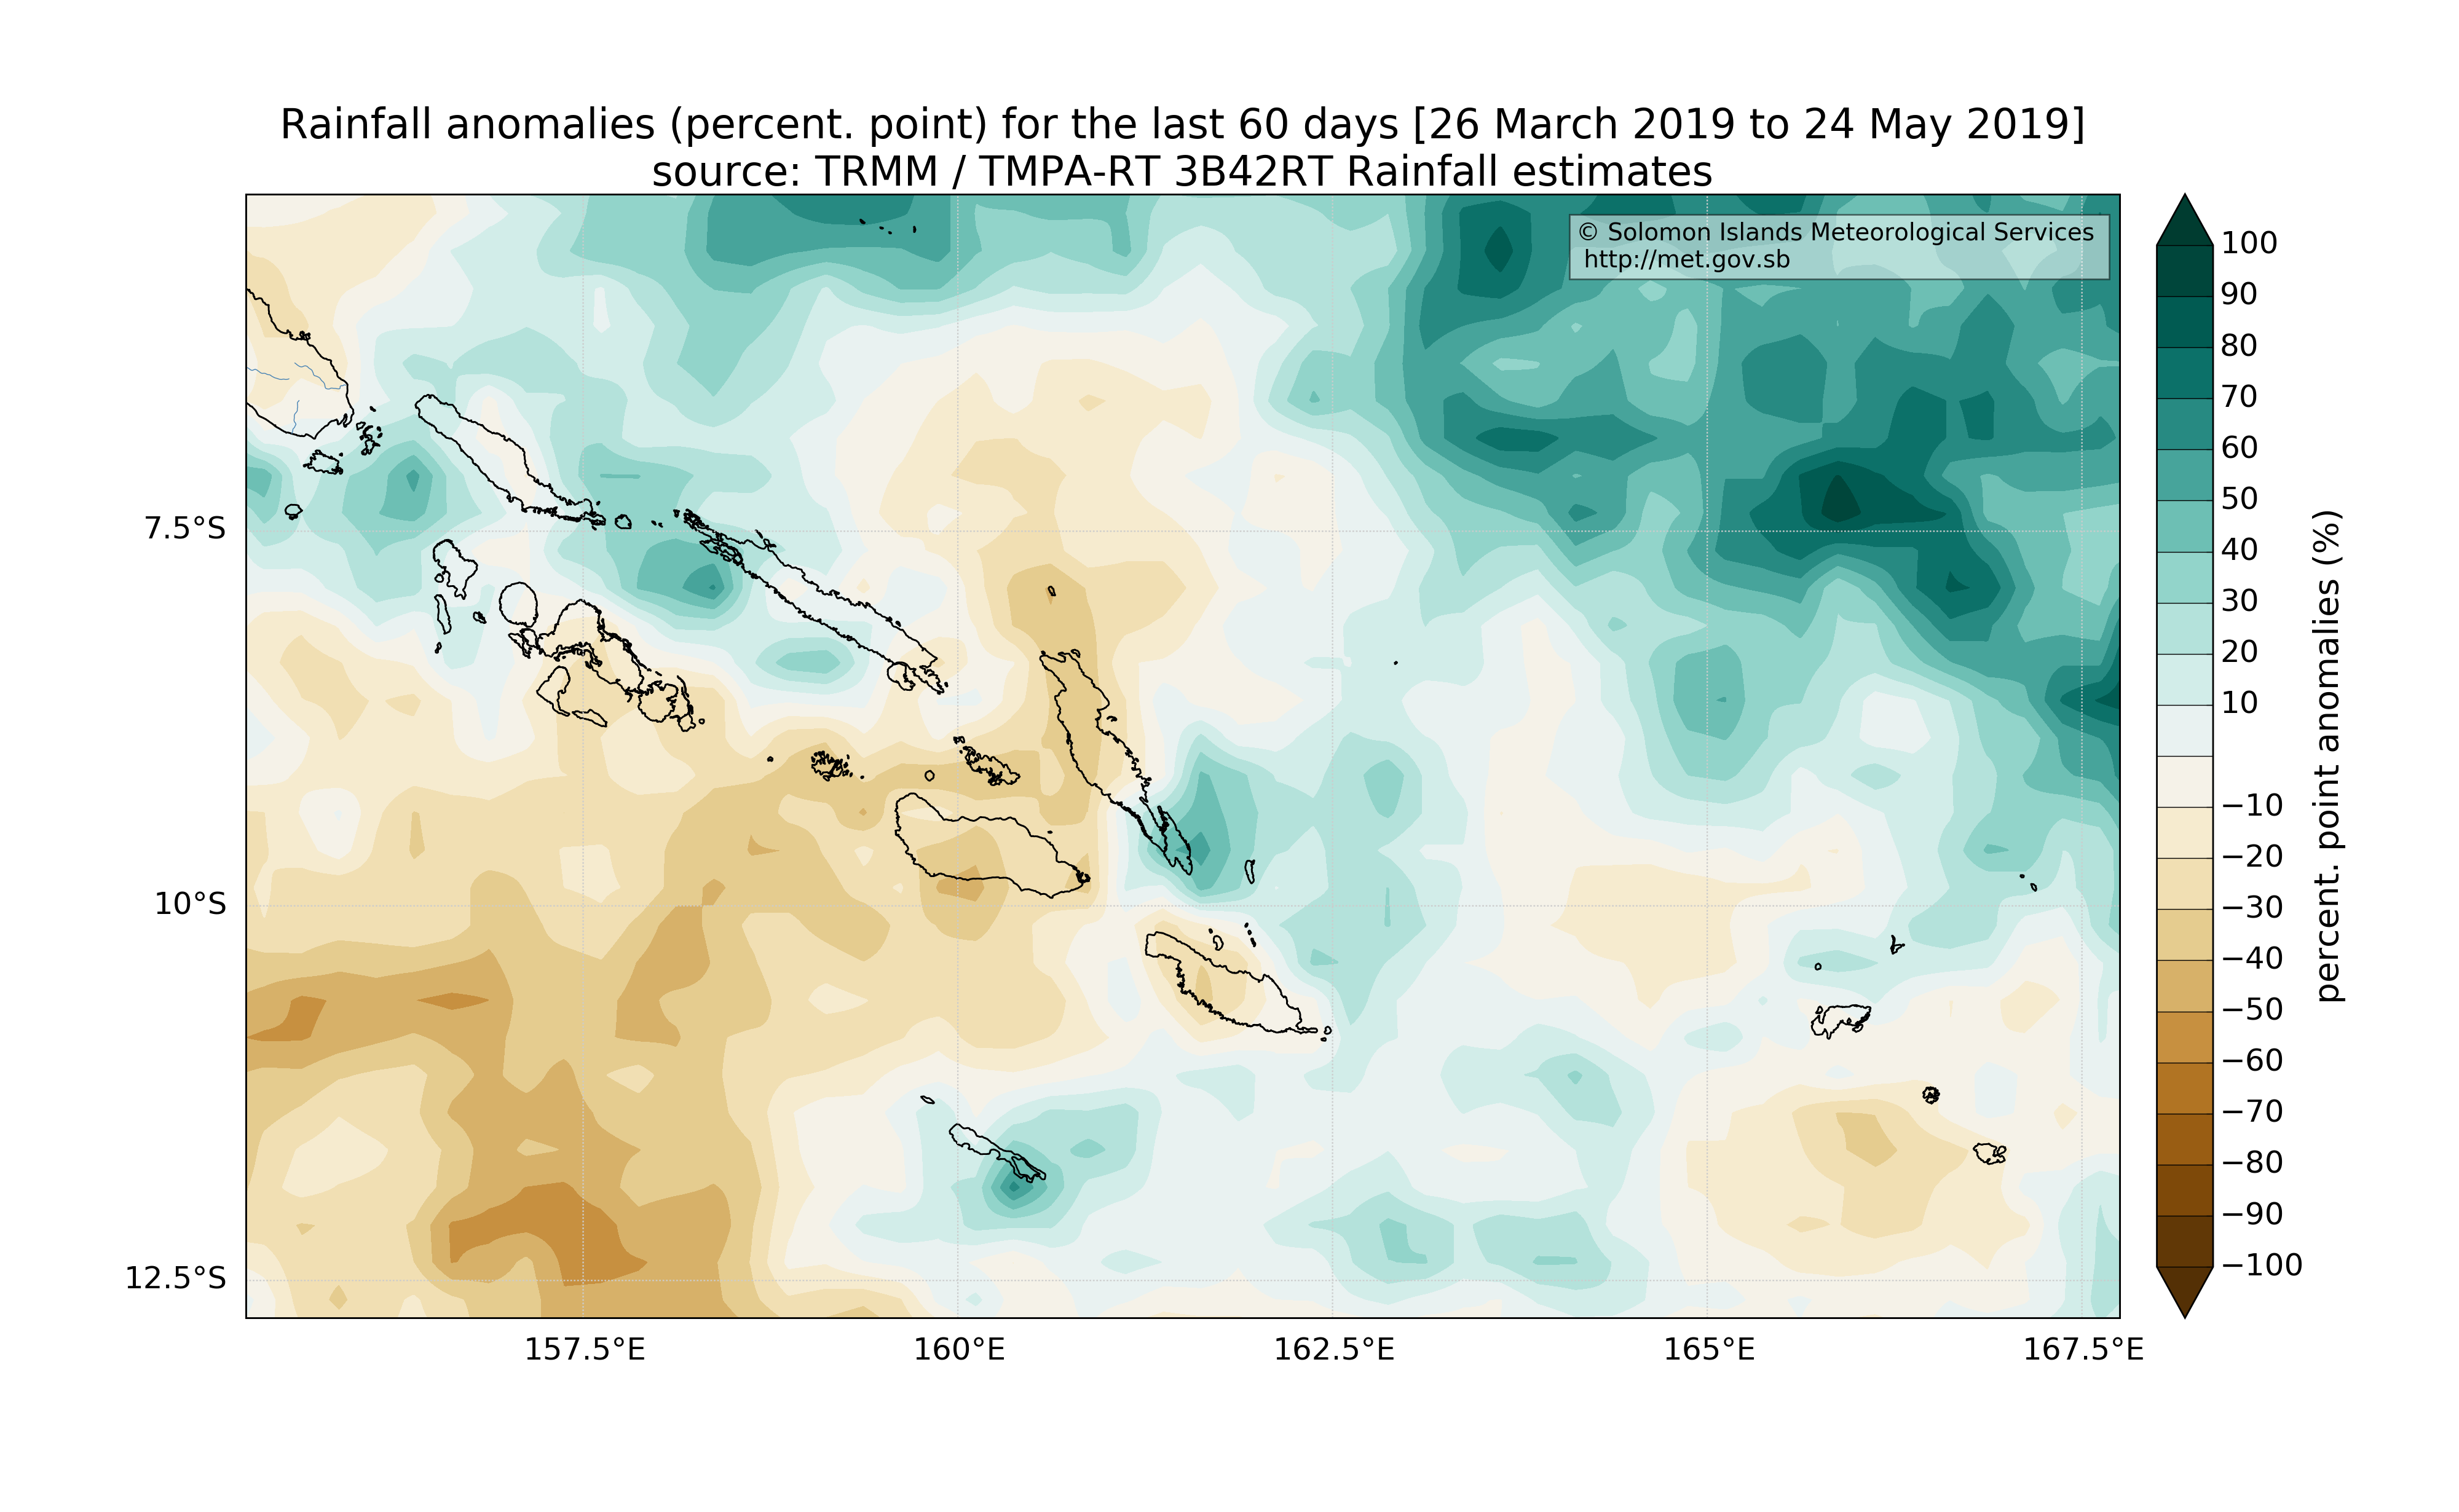 Rainfall anomalies (percent. point) for the last 60 days [26 March 2019 to 24 May 2019]
source: TRMM / TMPA-RT 3B42RT Rainfall estimates
© Solomon Islands Meteorological Services
http://met.gov.sb
7.5°S
10°S
12.5°S
157.5°E
160°E
162.5°E
165°E
167.5°E
100
90
80
70
60
50
40
30
20
10
−10
−20
−30
−40
−50
−60
−70
−80
−90
−100
percent. point anomalies (%)